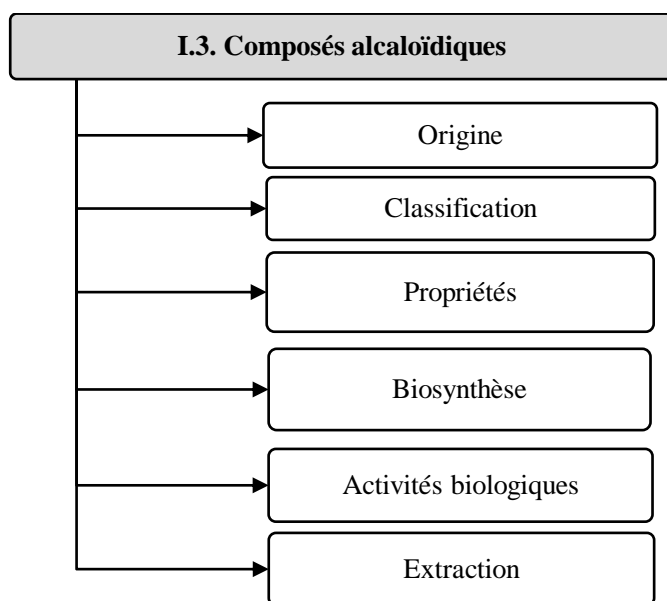 I.3. Composés alcaloïdiques
Origine
Classification
Propriétés
Biosynthèse
Activités biologiques
Extraction